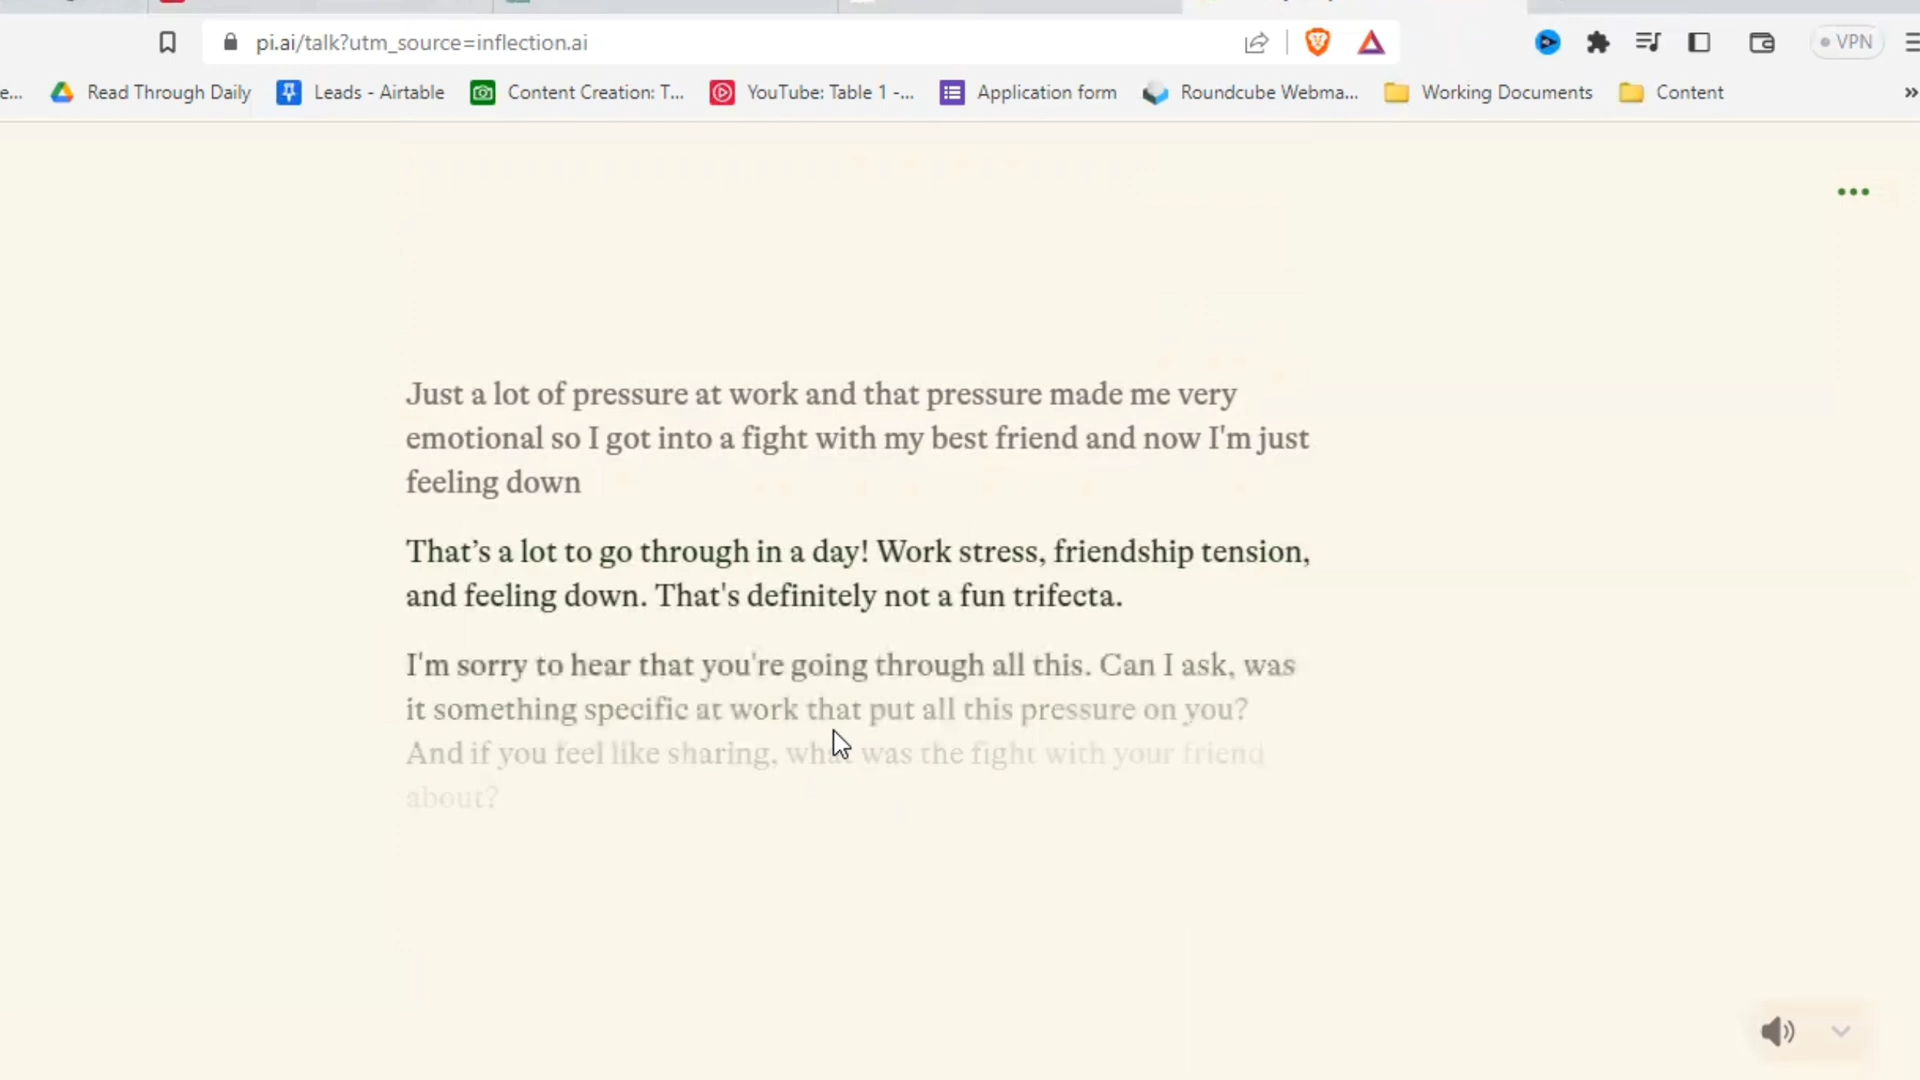 pi.ai/talk?utm_source=inflection.ai
VPN
e...
Read Through Daily
Leads - Airtable
Content Creation: T...
YouTube: Table 1 -...
Application form
Roundcube Webma...
Working Documents
Content
»
Just a lot of pressure at work and that pressure made me very
emotional so I got into a fight with my best friend and now I'm just
feeling down
That’s a lot to go through in a day! Work stress, friendship tension,
and feeling down. That's definitely not a fun trifecta.
I'm sorry to hear that you're going through all this. Can I ask, was
it something specific at work that put all this pressure on you?
And if you feel like sharing, what was the fight with your friend
about?